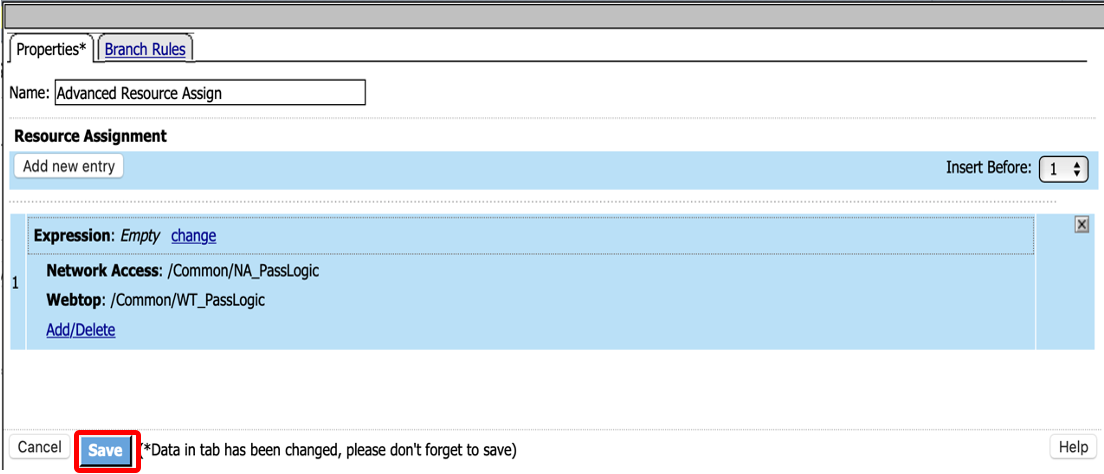 Properties* Branch Rules
Name: Advanced Resource Assign
Resource Assignment
Add new entry Insert Before: 1
Expression: Empty change
1 Network Access: /Common/NA_PassLogic
Webtop: /Common/WT_PassLogic
Add/Delete
Cancel Save (*Data in tab has been changed, please don't forget to save) Help